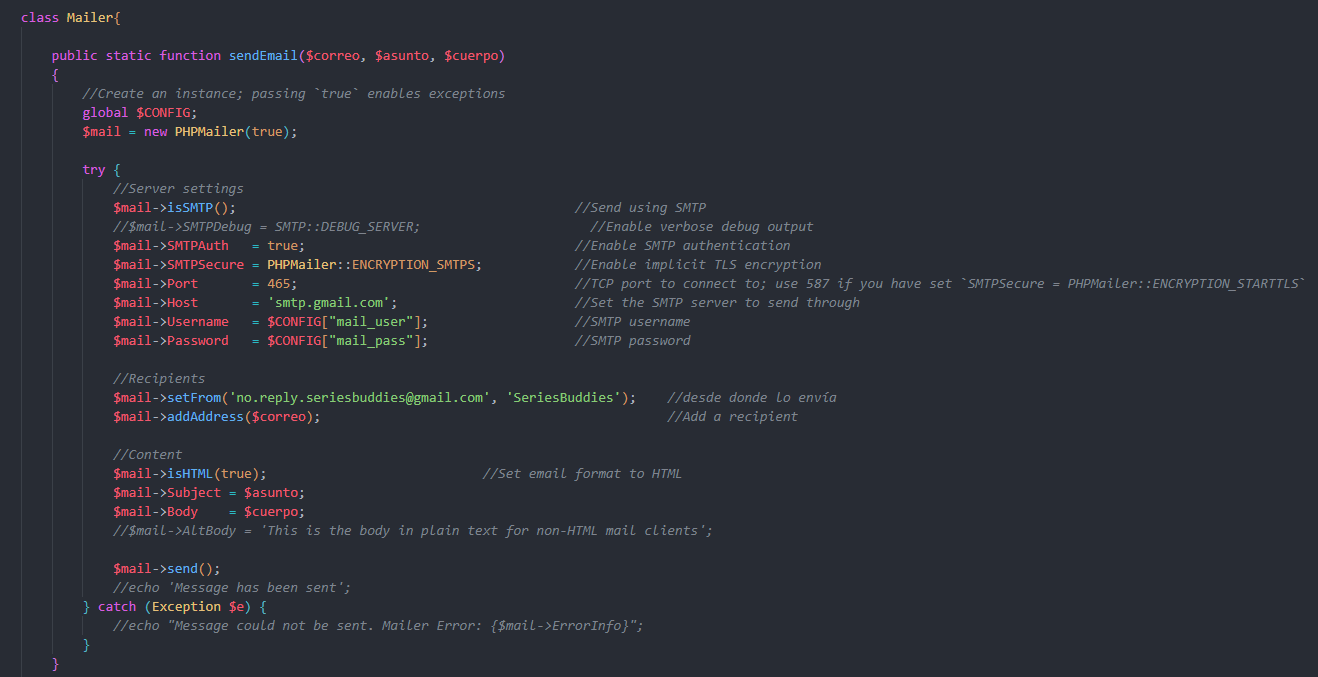 class Mailer{
public static function sendEmail($correo, $asunto, $cuerpo)
{
//Create an instance; passing `true` enables exceptions
global $CONFIG;
$mail = new PHPMailer(true);
try {
//Server settings
$mail->isSMTP(); //Send using SMTP
//$mail->SMTPDebug = SMTP::DEBUG_SERVER; //Enable verbose debug output
$mail->SMTPAuth = true; //Enable SMTP authentication
$mail->SMTPSecure = PHPMailer::ENCRYPTION_SMTPS; //Enable implicit TLS encryption
$mail->Port = 465; //TCP port to connect to; use 587 if you have set `SMTPSecure = PHPMailer::ENCRYPTION_STARTTLS`
$mail->Host = 'smtp.gmail.com'; //Set the SMTP server to send through
$mail->Username = $CONFIG["mail_user"]; //SMTP username
$mail->Password = $CONFIG["mail_pass"]; //SMTP password
//Recipients
$mail->setFrom('no.reply.seriesbuddies@gmail.com', 'SeriesBuddies'); //desde donde lo envía
$mail->addAddress($correo); //Add a recipient
//Content
$mail->isHTML(true); //Set email format to HTML
$mail->Subject = $asunto;
$mail->Body = $cuerpo;
//$mail->AltBody = 'This is the body in plain text for non-HTML mail clients';
$mail->send();
//echo 'Message has been sent';
} catch (Exception $e) {
//echo "Message could not be sent. Mailer Error: {$mail->ErrorInfo}";
}
}